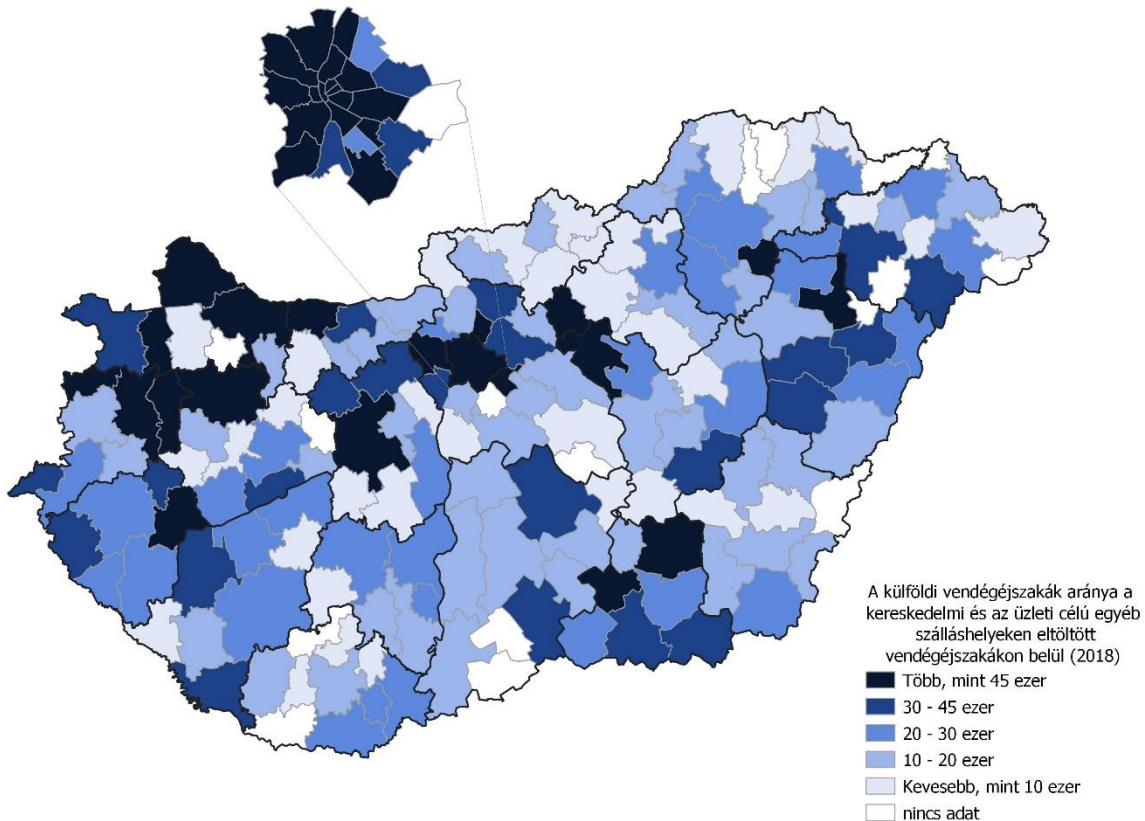 A külföldi vendégéjszakák aránya a
kereskedelmi és az üzleti célú egyéb
szálláshelyeken eltöltött
vendégéjszakákon belül (2018)
Több, mint 45 ezer
30 - 45 ezer
20 - 30 ezer
10 - 20 ezer
Kevesebb, mint 10 ezer
nincs adat